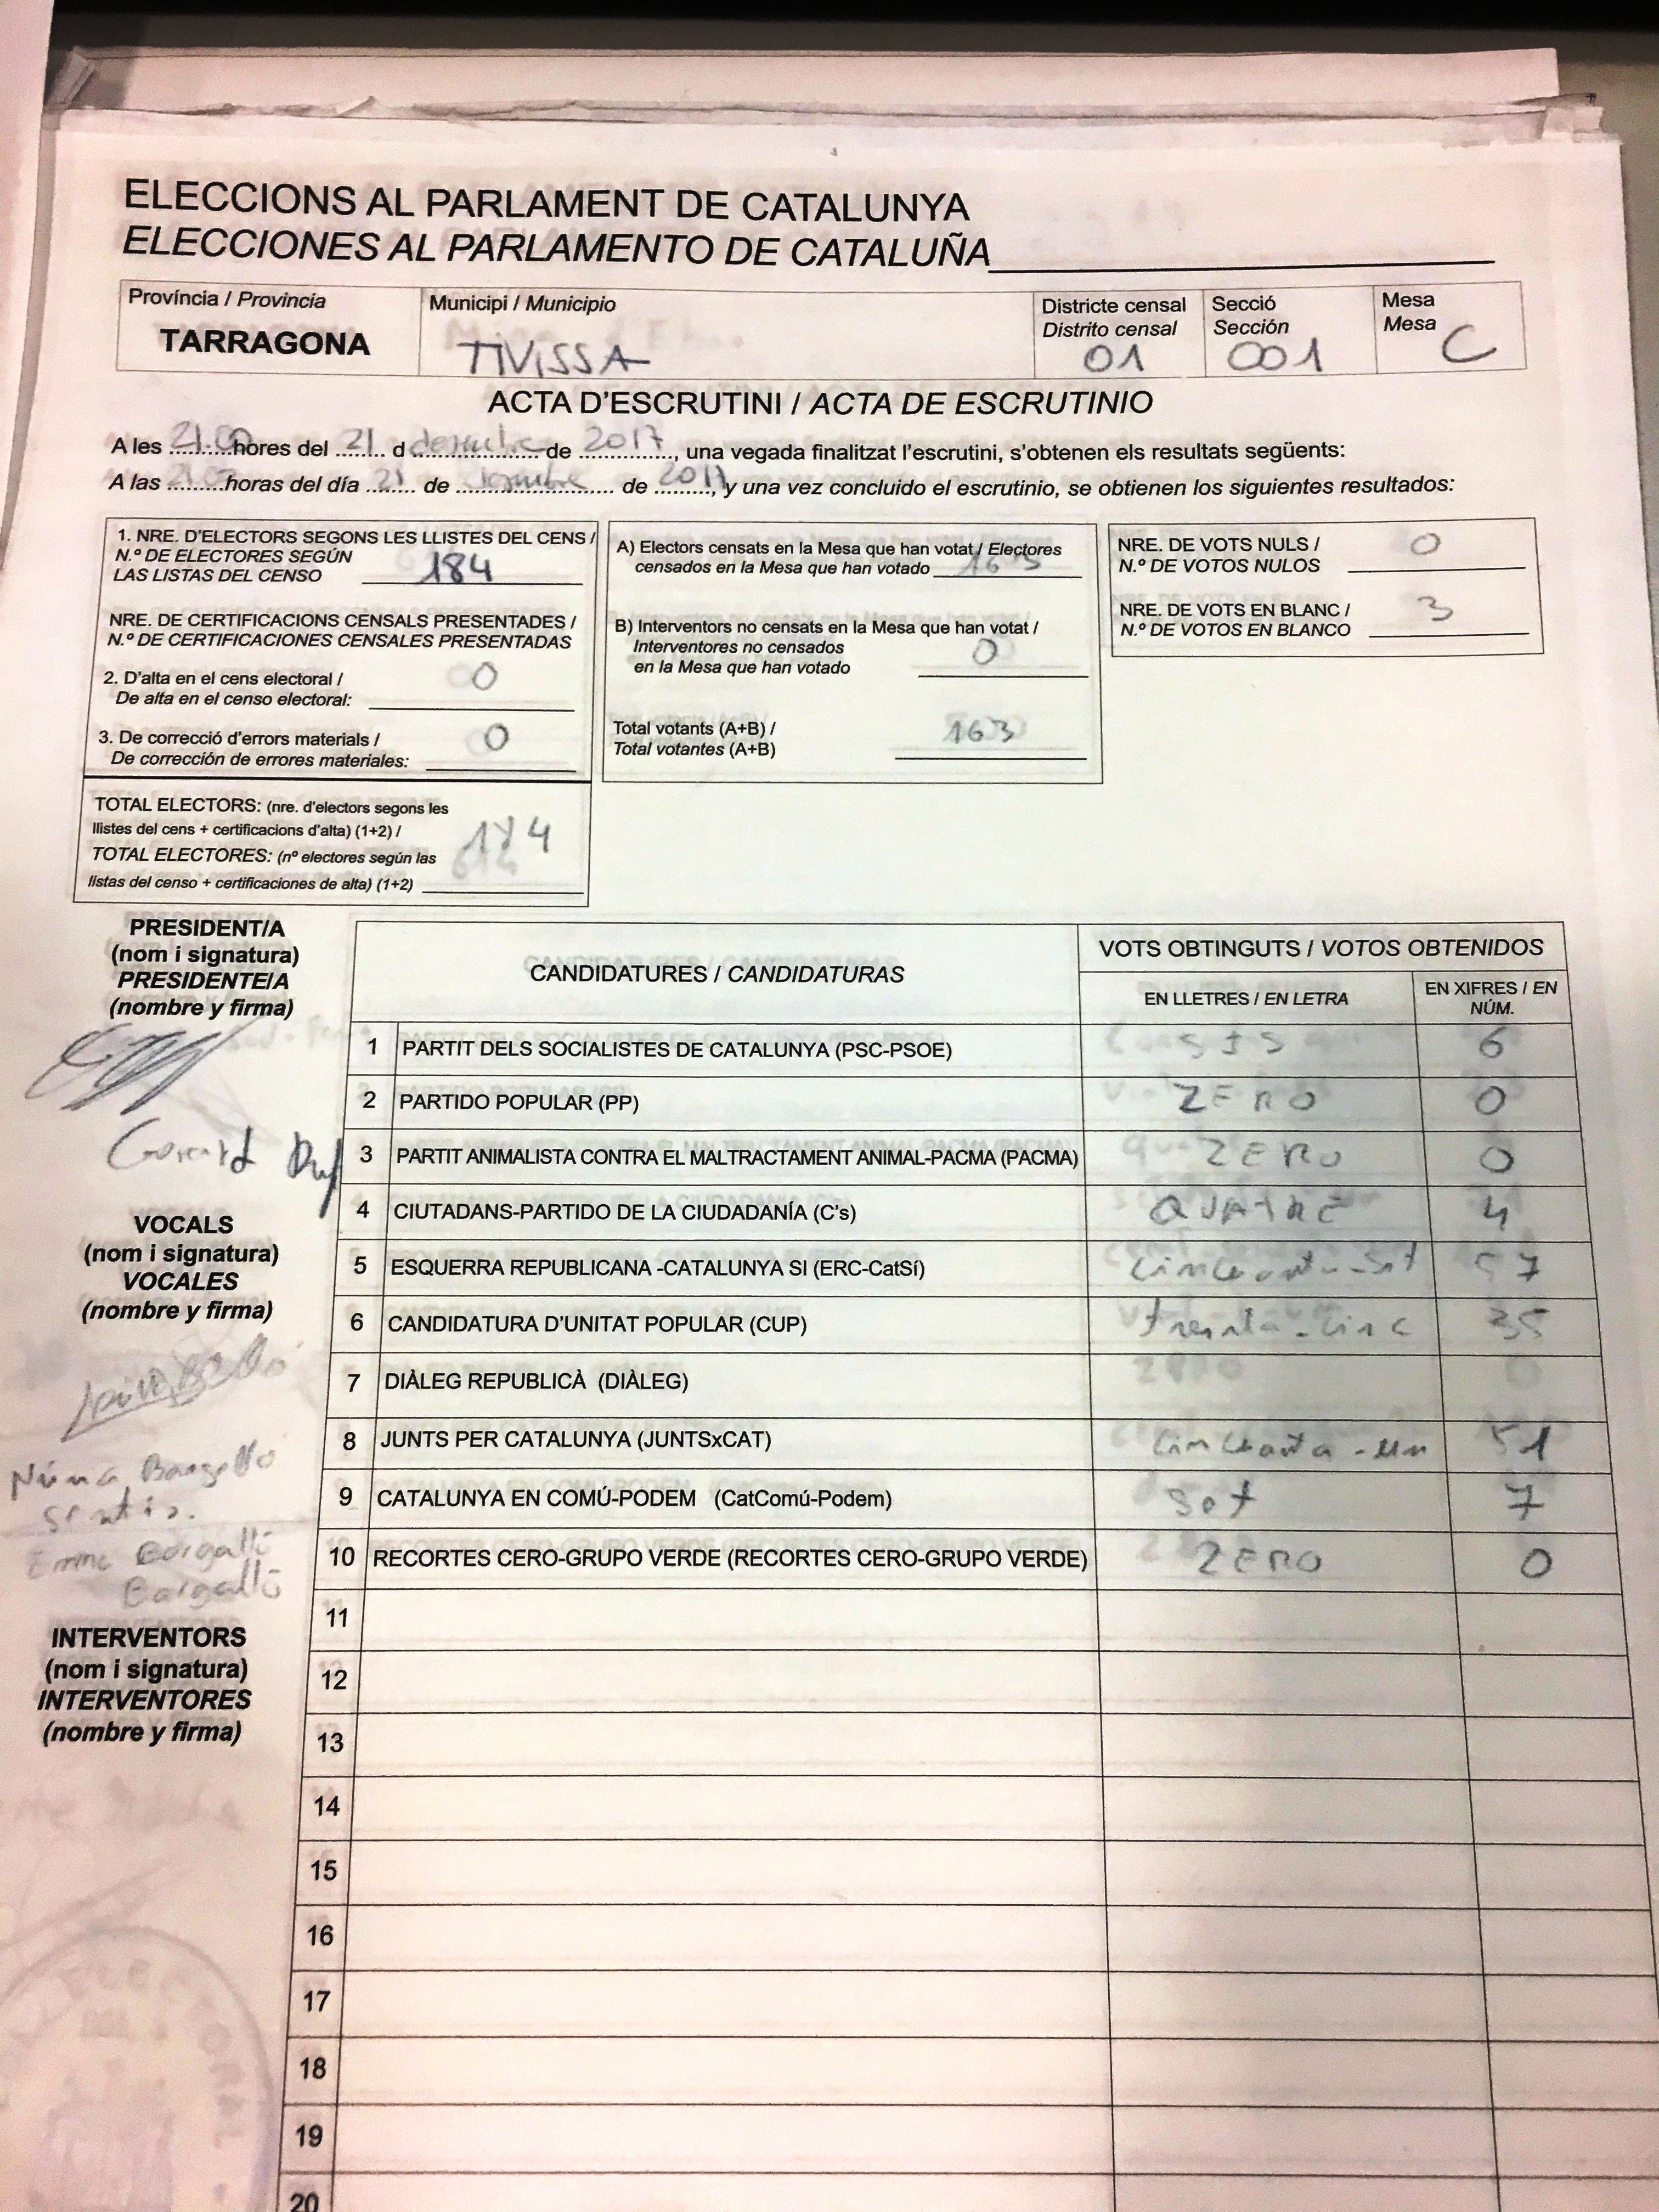 ELECCIONS AL PARLAMENT DE CATALUNYA
ELECCIONES AL PARLAMENTO DE CATALUÑA
Província / Provincia
TARRAGONA
Municipi / Municipio
TIVISSA
Districte censal
Distrito censal
01
Secció
Sección
001
Mesa
Mesa
C
ACTA D'ESCRUTINI / ACTA DE ESCRUTINIO
A les 21.00 hores del 21 d desembre de 2017, una vegada finalitzat l'escrutini, s'obtenen els resultats següents:
A las 21.00 horas del día 21 de de 2017, y una vez concluido el escrutinio, se obtienen los siguientes resultados:
1. NRE. D'ELECTORS SEGONS LES LLISTES DEL CENS /
N.º DE ELECTORES SEGÚN
LAS LISTAS DEL CENSO 184
NRE. DE CERTIFICACIONS CENSALS PRESENTADES /
N.º DE CERTIFICACIONES CENSALES PRESENTADAS
2. D'alta en el cens electoral /
De alta en el censo electoral: 0
3. De correcció d'errors materials /
De corrección de errores materiales: 0
TOTAL ELECTORS: (nre. d'electors segons les
llistes del cens + certificacions d'alta) (1+2) /
TOTAL ELECTORES: (nº electores según las
listas del censo + certificaciones de alta) (1+2) 184
A) Electors censats en la Mesa que han votat / Electores
censados en la Mesa que han votado 163
B) Interventors no censats en la Mesa que han votat /
Interventores no censados
en la Mesa que han votado 0
Total votants (A+B) /
Total votantes (A+B) 163
NRE. DE VOTS NULS /
N.º DE VOTOS NULOS 0
NRE. DE VOTS EN BLANC /
N.º DE VOTOS EN BLANCO 3
PRESIDENT/A
(nom i signatura)
PRESIDENTE/A
(nombre y firma)
Gerard
VOCALS
(nom i signatura)
VOCALES
(nombre y firma)
Núria Bargalló
Sentís.
Emma Bargalló
Bargalló
INTERVENTORS
(nom i signatura)
INTERVENTORES
(nombre y firma)
CANDIDATURES / CANDIDATURAS
VOTS OBTINGUTS / VOTOS OBTENIDOS
EN LLETRES / EN LETRA
EN XIFRES / EN
NÚM.
1 PARTIT DELS SOCIALISTES DE CATALUNYA (PSC-PSOE) SIS 6
2 PARTIDO POPULAR (PP) ZERO 0
3 PARTIT ANIMALISTA CONTRA EL MALTRACTAMENT ANIMAL-PACMA (PACMA) ZERO 0
4 CIUTADANS-PARTIDO DE LA CIUDADANÍA (C's) QUATRE 4
5 ESQUERRA REPUBLICANA -CATALUNYA SI (ERC-CatSí) Cincuanta-Set 57
6 CANDIDATURA D'UNITAT POPULAR (CUP) trenta-cinc 35
7 DIÀLEG REPUBLICÀ (DIÀLEG)
8 JUNTS PER CATALUNYA (JUNTSxCAT) Cincuanta-un 51
9 CATALUNYA EN COMÚ-PODEM (CatComú-Podem) Set 7
10 RECORTES CERO-GRUPO VERDE (RECORTES CERO-GRUPO VERDE) ZERO 0
11
12
13
14
15
16
17
18
19
20